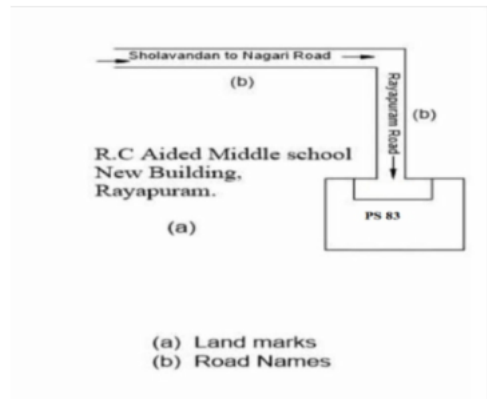 Sholavandan to Nagari Road
(b)
Rayapuram Road
(b)
R.C Aided Middle school
New Building,
Rayapuram.
(a)
PS 83
(a) Land marks
(b) Road Names